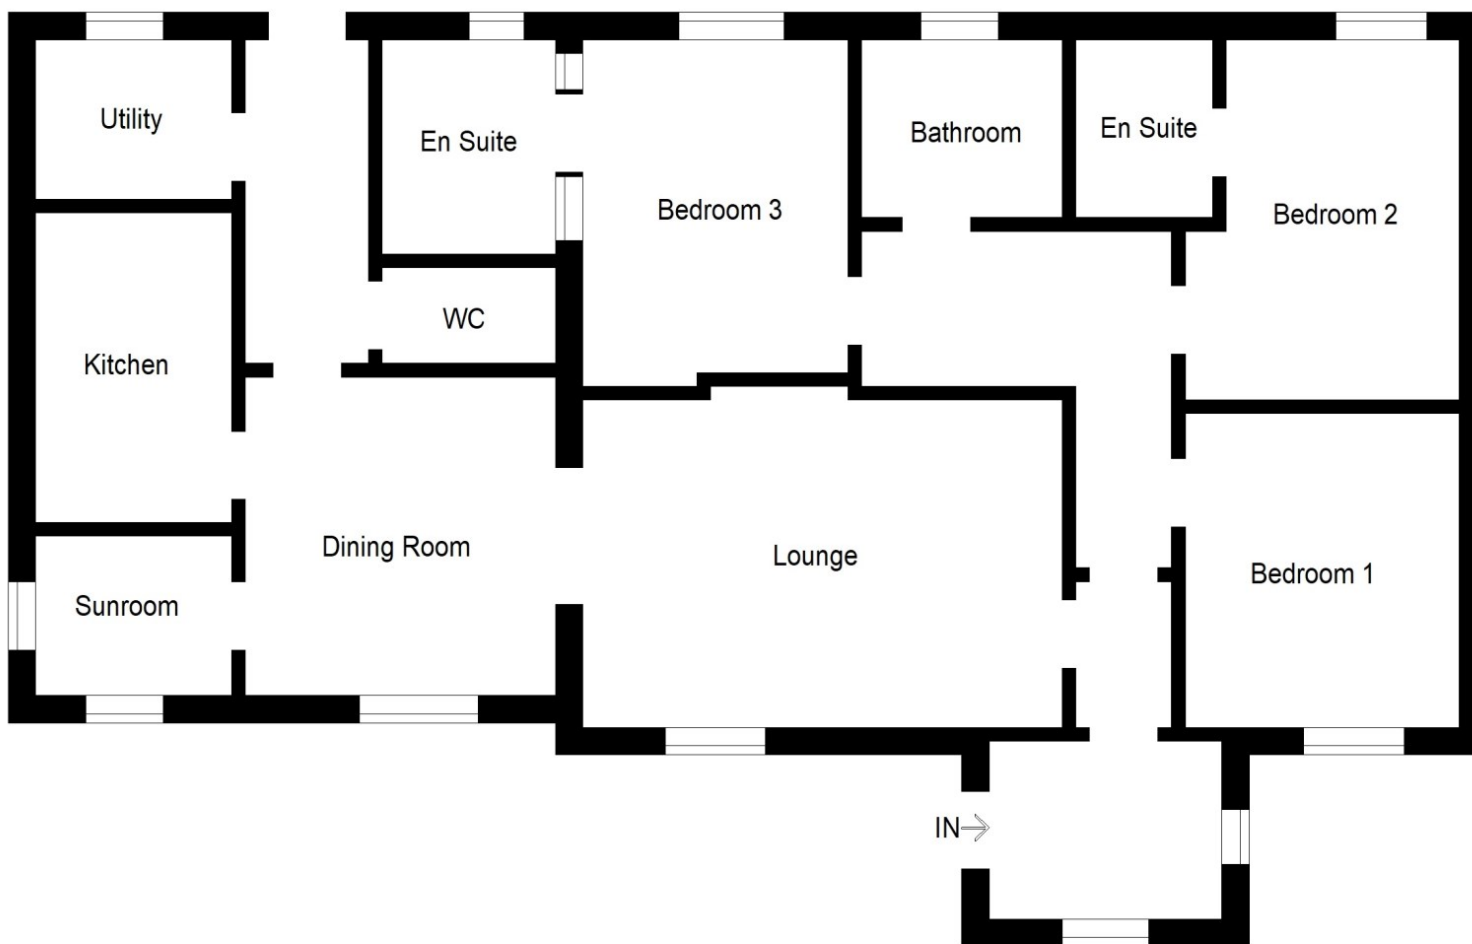 Utility
En Suite
Bathroom
En Suite
Bedroom 3
Bedroom 2
WC
Kitchen
Dining Room
Lounge
Bedroom 1
Sunroom
IN